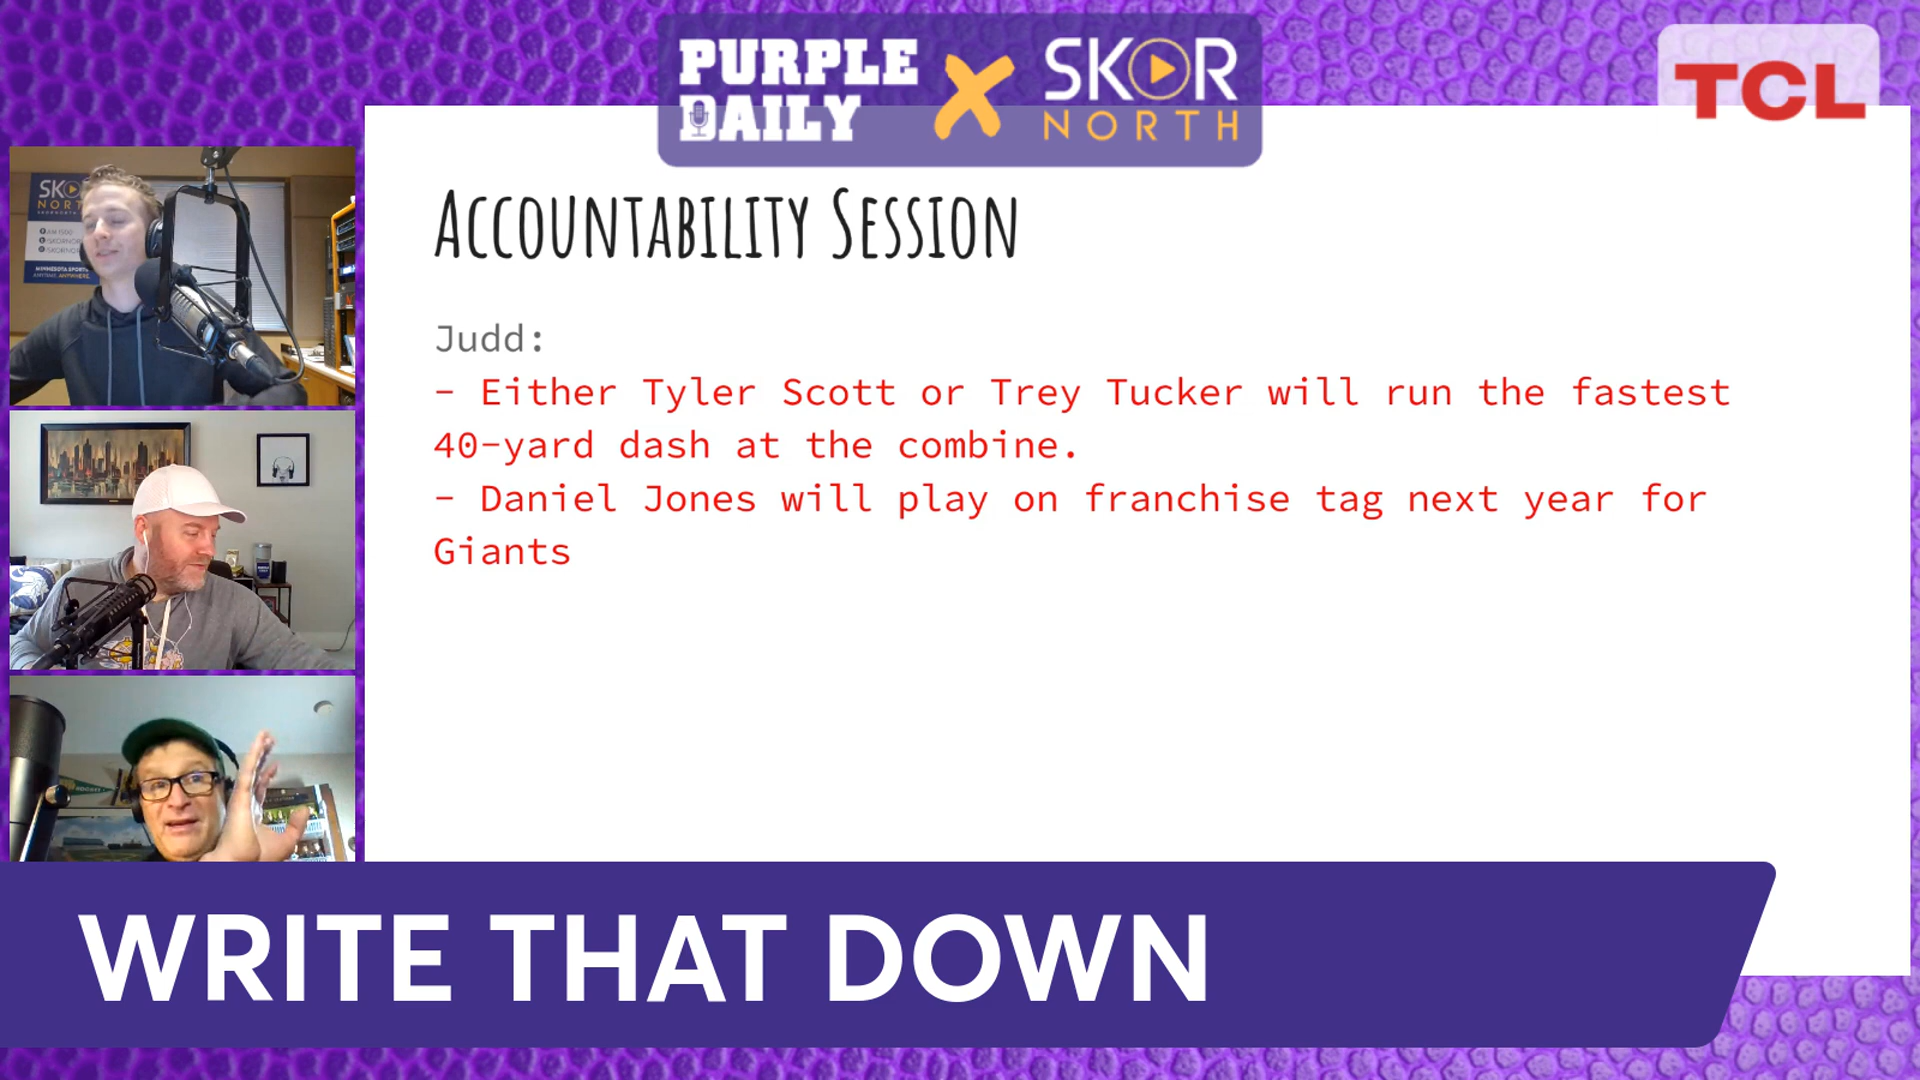 PURPLE
DAILY
X
SKOR
NORTH
TCL
SKOR
NORTH
Accountability Session
Judd:
- Either Tyler Scott or Trey Tucker will run the fastest
40-yard dash at the combine.
- Daniel Jones will play on franchise tag next year for
Giants
WRITE THAT DOWN